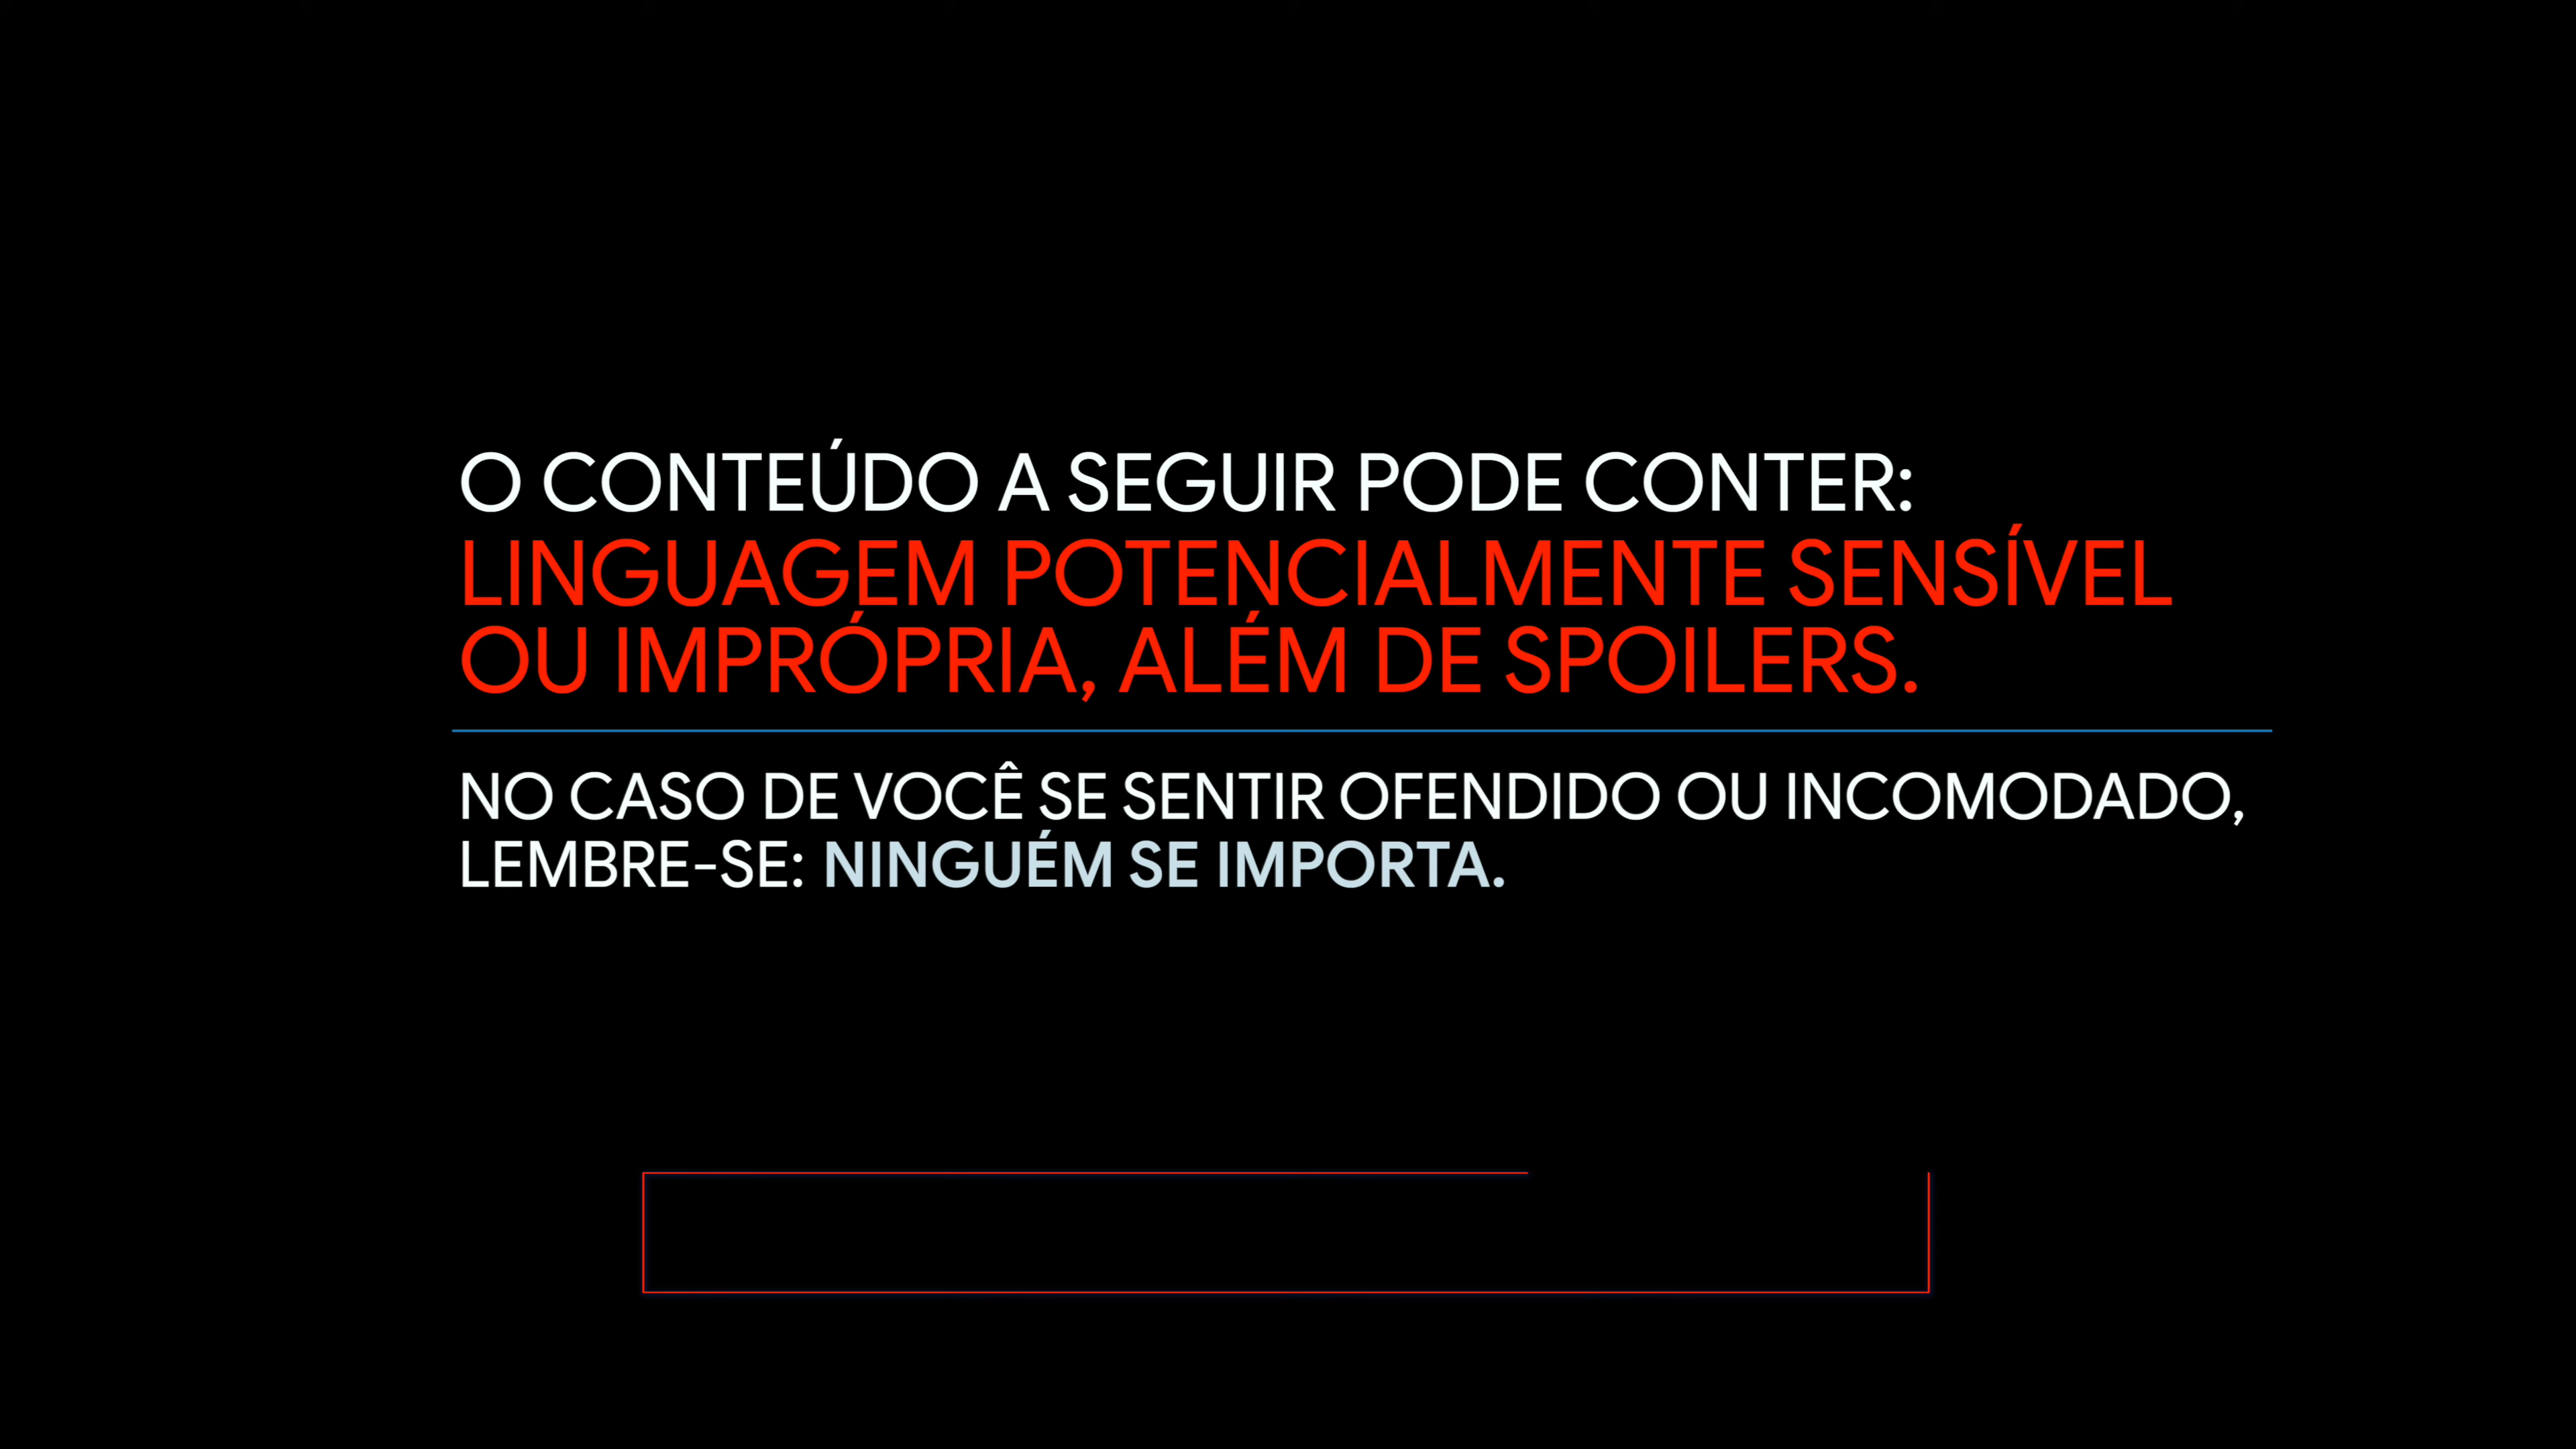 O CONTEÚDO A SEGUIR PODE CONTER:
LINGUAGEM POTENCIALMENTE SENSÍVEL
OU IMPRÓPRIA, ALÉM DE SPOILERS.
NO CASO DE VOCÊ SE SENTIR OFENDIDO OU INCOMODADO,
LEMBRE-SE: NINGUÉM SE IMPORTA.